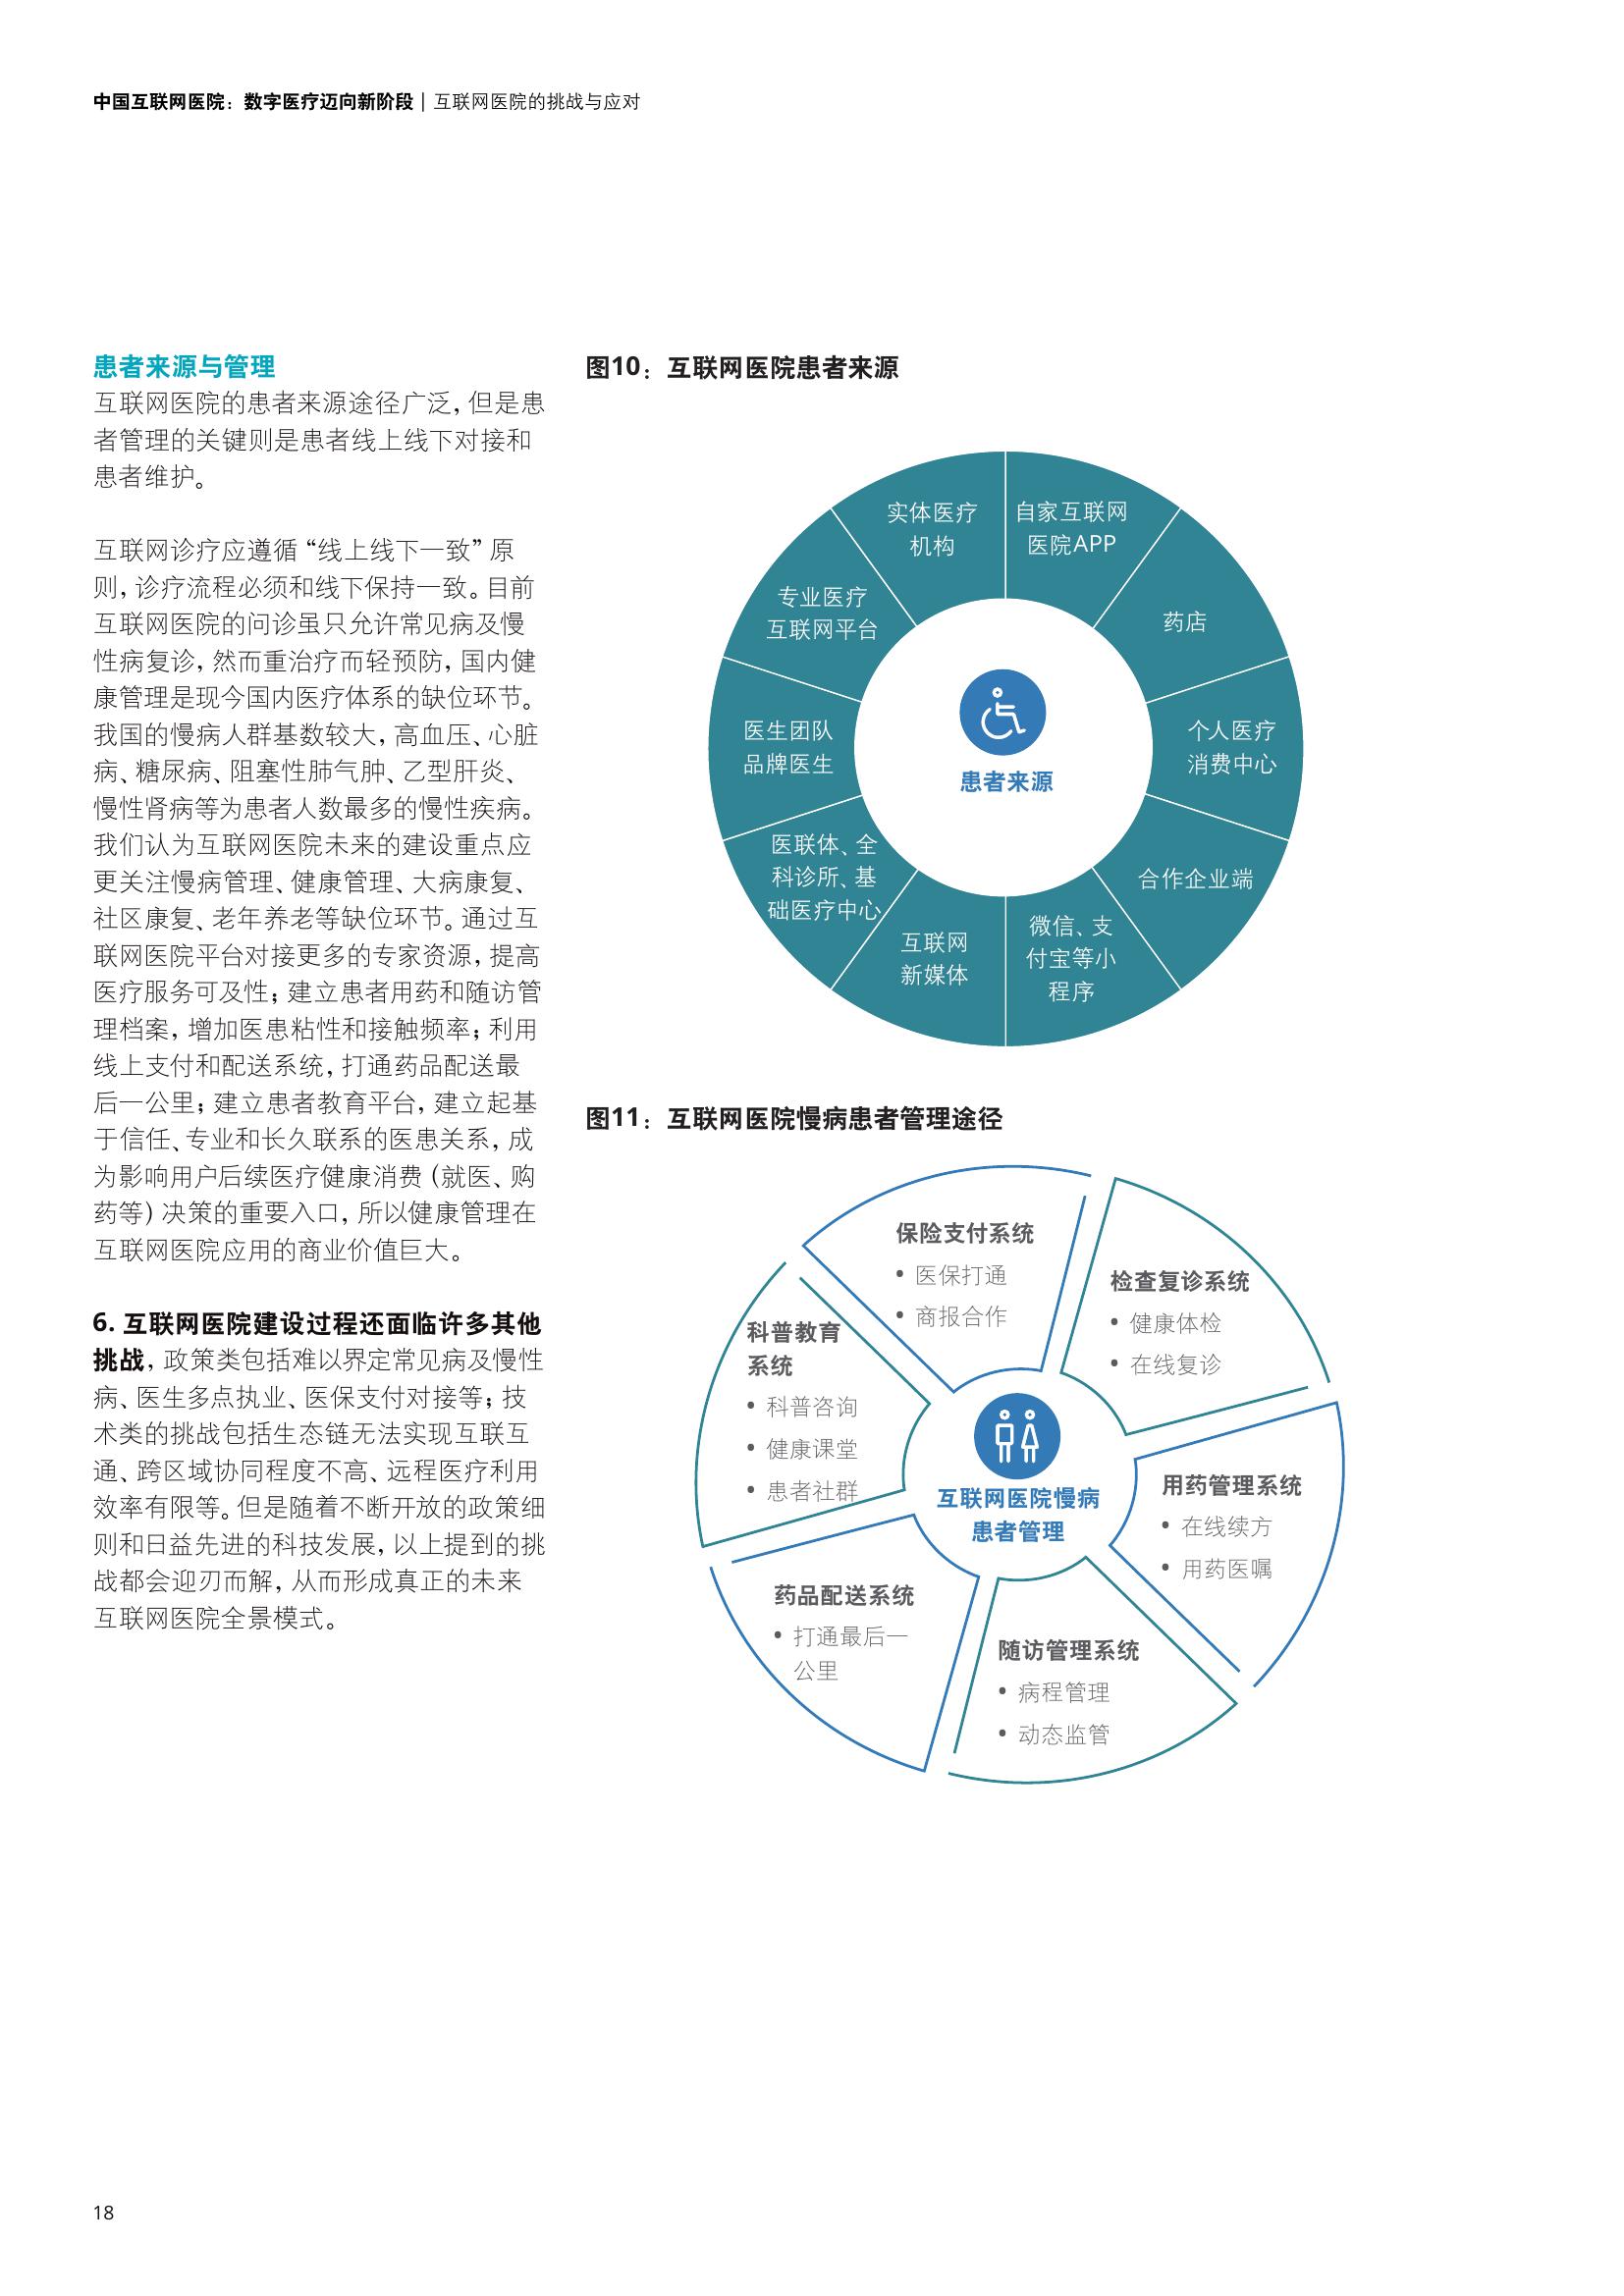 中国互联网医院：数字医疗迈向新阶段 | 互联网医院的挑战与应对
患者来源与管理
互联网医院的患者来源途径广泛，但是患
者管理的关键则是患者线上线下对接和
患者维护。
互联网诊疗应遵循“线上线下一致”原
则，诊疗流程必须和线下保持一致。目前
互联网医院的问诊虽只允许常见病及慢
性病复诊，然而重治疗而轻预防，国内健
康管理是现今国内医疗体系的缺位环节。
我国的慢病人群基数较大，高血压、心脏
病、糖尿病、阻塞性肺气肿、乙型肝炎、
慢性肾病等为患者人数最多的慢性疾病。
我们认为互联网医院未来的建设重点应
更关注慢病管理、健康管理、大病康复、
社区康复、老年养老等缺位环节。通过互
联网医院平台对接更多的专家资源，提高
医疗服务可及性；建立患者用药和随访管
理档案，增加医患粘性和接触频率；利用
线上支付和配送系统，打通药品配送最
后一公里；建立患者教育平台，建立起基
于信任、专业和长久联系的医患关系，成
为影响用户后续医疗健康消费（就医、购
药等）决策的重要入口，所以健康管理在
互联网医院应用的商业价值巨大。
6. 互联网医院建设过程还面临许多其他
挑战，政策类包括难以界定常见病及慢性
病、医生多点执业、医保支付对接等；技
术类的挑战包括生态链无法实现互联互
通、跨区域协同程度不高、远程医疗利用
效率有限等。但是随着不断开放的政策细
则和日益先进的科技发展，以上提到的挑
战都会迎刃而解，从而形成真正的未来
互联网医院全景模式。
图10：互联网医院患者来源
自家互联网
医院APP
药店
个人医疗
消费中心
合作企业端
微信、支
付宝等小
程序
互联网
新媒体
医联体、全
科诊所、基
础医疗中心
医生团队
品牌医生
专业医疗
互联网平台
实体医疗
机构
患者来源
图11：互联网医院慢病患者管理途径
保险支付系统
• 医保打通
• 商报合作
检查复诊系统
• 健康体检
• 在线复诊
用药管理系统
• 在线续方
• 用药医嘱
随访管理系统
• 病程管理
• 动态监管
药品配送系统
• 打通最后一
公里
科普教育
系统
• 科普咨询
• 健康课堂
• 患者社群
互联网医院慢病
患者管理
18